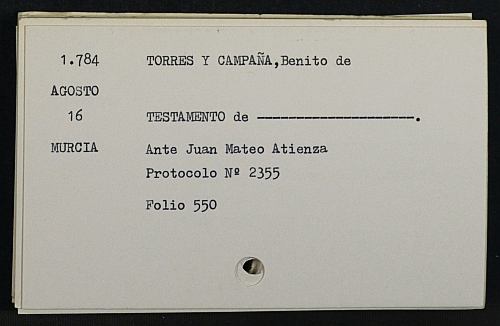 1.784 TORRES Y CAMPAÑA,Benito de
AGOSTO
16 TESTAMENTO de --------------------.
MURCIA Ante Juan Mateo Atienza
Protocolo Nº 2355
Folio 550